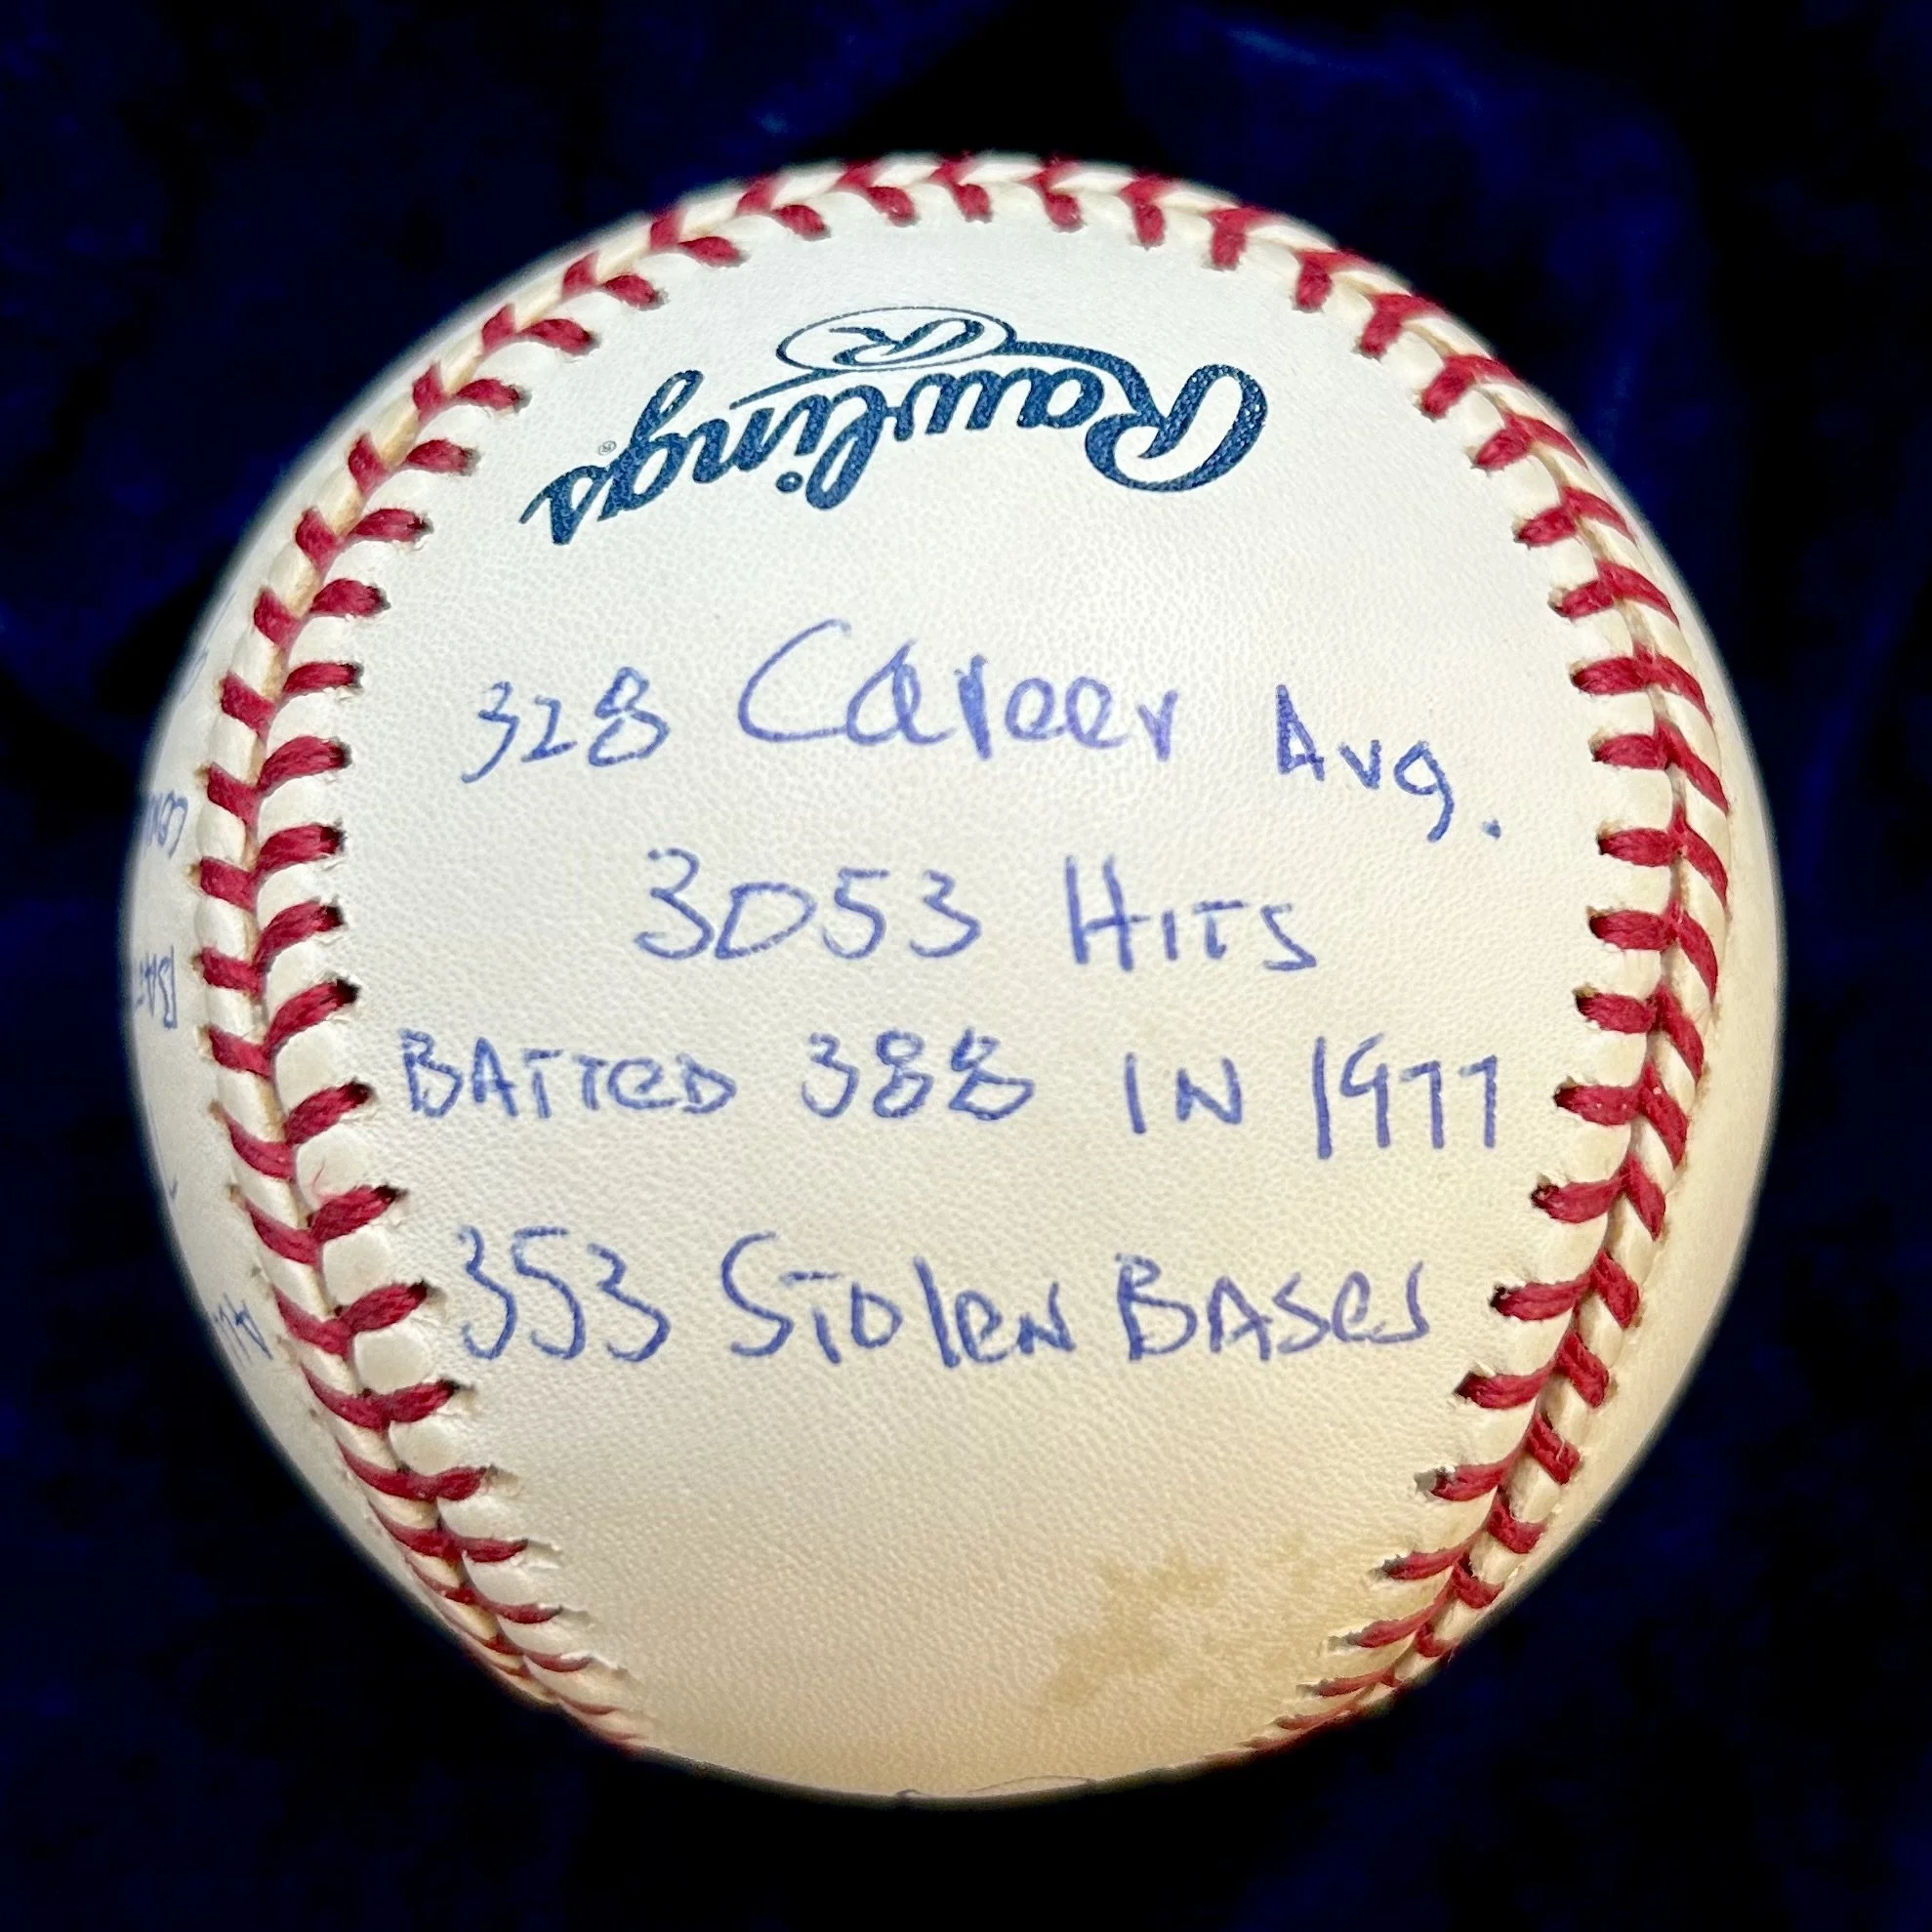 Rawlings ®
R
328 Career Avg.
3053 HITS
BATTED 388 IN 1977
353 STOLEN BASES